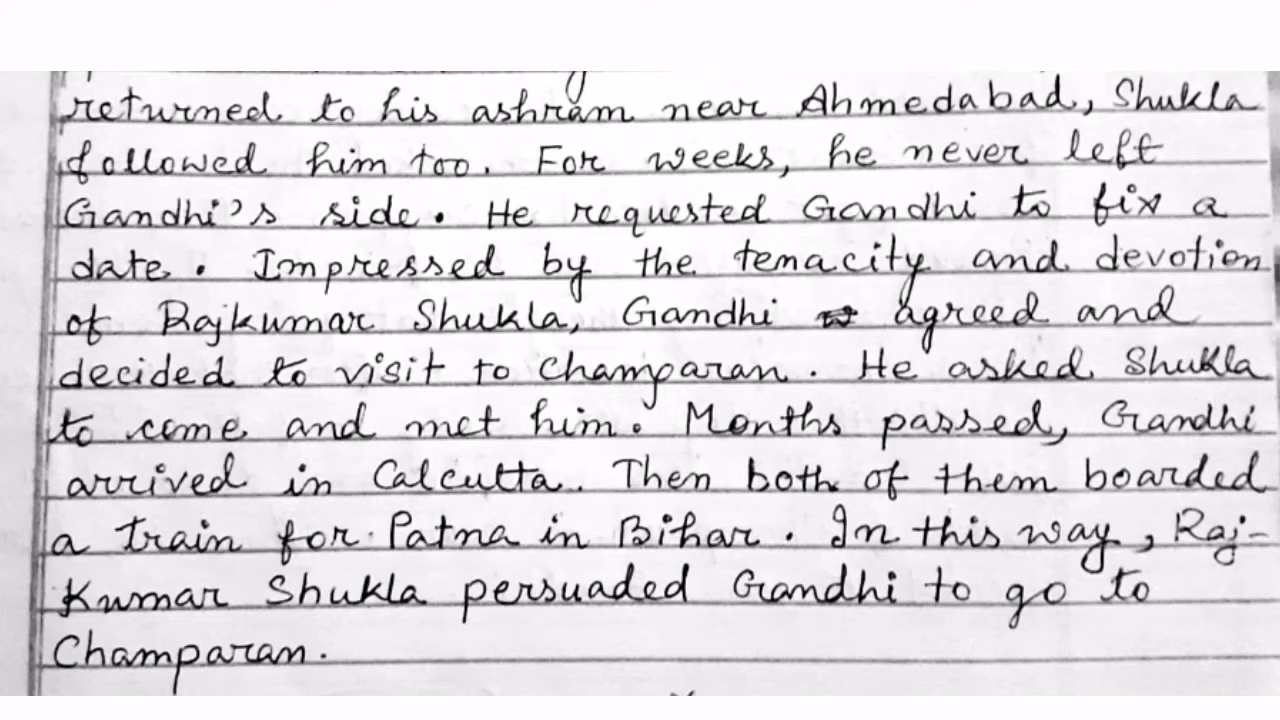 returned to his ashram near Ahmedabad, Shukla
followed him too. For weeks, he never left
Gandhi's side. He requested Gandhi to fix a
date. Impressed by the tenacity and devotion
of Rajkumar Shukla, Gandhi agreed and
decided to visit to Champaran. He asked Shukla
to come and met him. Months passed, Gandhi
arrived in Calcutta. Then both of them boarded
a train for Patna in Bihar. In this way, Raj-
Kumar Shukla persuaded Gandhi to go to
Champaran.